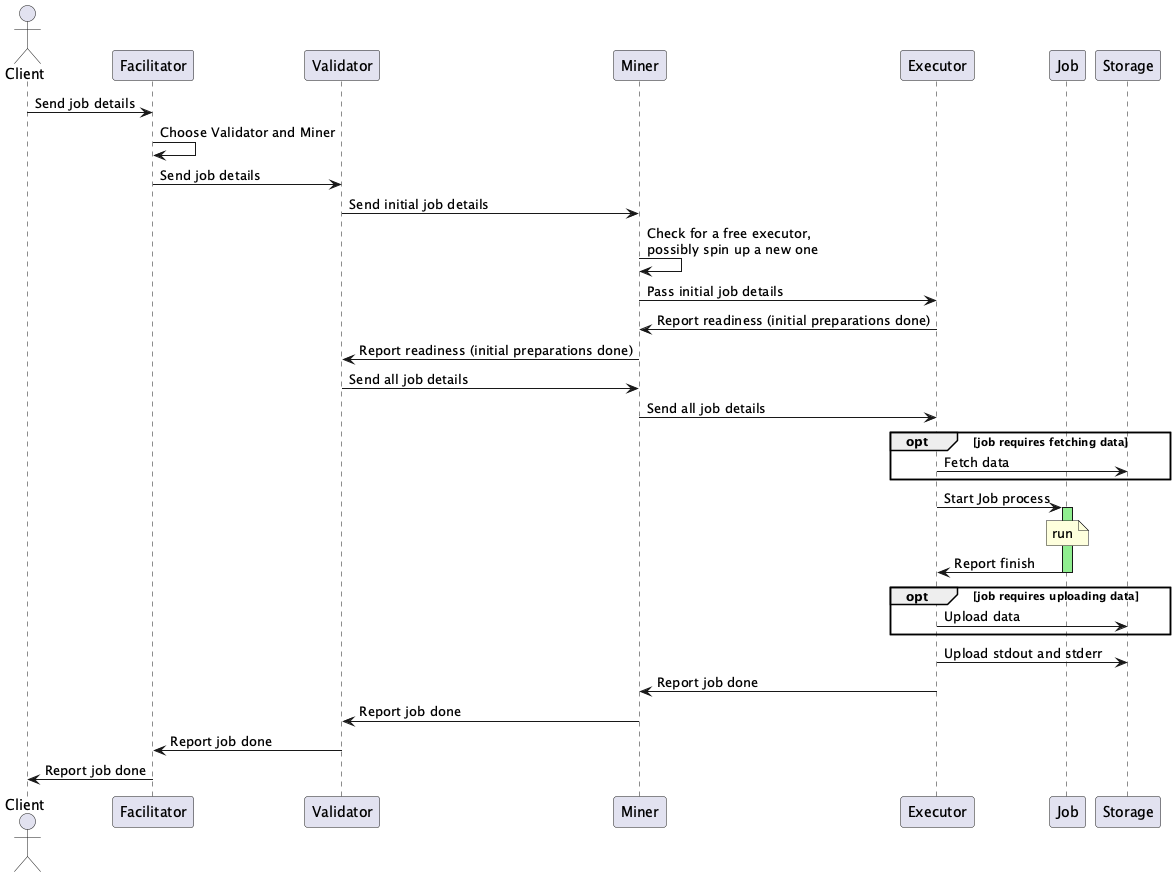 Client
Facilitator
Validator
Miner
Executor
Job
Storage
Send job details
Choose Validator and Miner
Send job details
Send initial job details
Check for a free executor,
possibly spin up a new one
Pass initial job details
Report readiness (initial preparations done)
Report readiness (initial preparations done)
Send all job details
Send all job details
opt
[job requires fetching data]
Fetch data
Start Job process
run
Report finish
opt
[job requires uploading data]
Upload data
Upload stdout and stderr
Report job done
Report job done
Report job done
Report job done
Client
Facilitator
Validator
Miner
Executor
Job
Storage